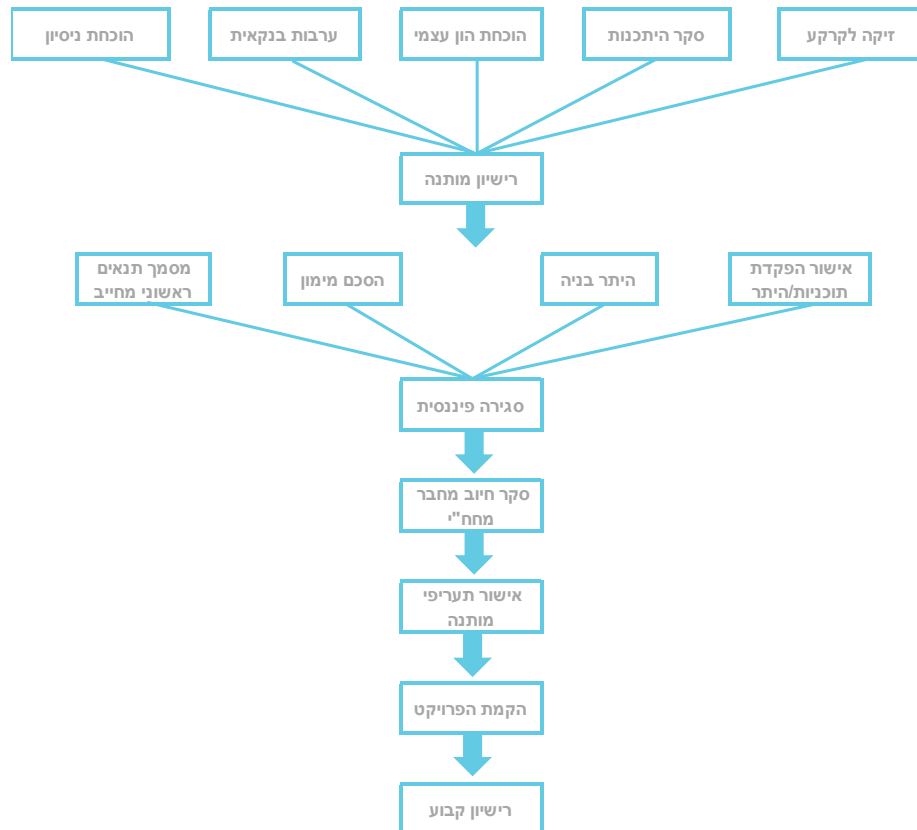 זיקה לקרקע
סקר היתכנות
הוכחת הון עצמי
ערבות בנקאית
הוכחת ניסיון
רישיון מותנה
אישור הפקדת
תוכניות/היתר
היתר בניה
הסכם מימון
מסמך תנאים
ראשוני מחייב
סגירה פיננסית
סקר חיוב מחבר
מחח"י
אישור תעריפי
מותנה
הקמת הפרויקט
רישיון קבוע